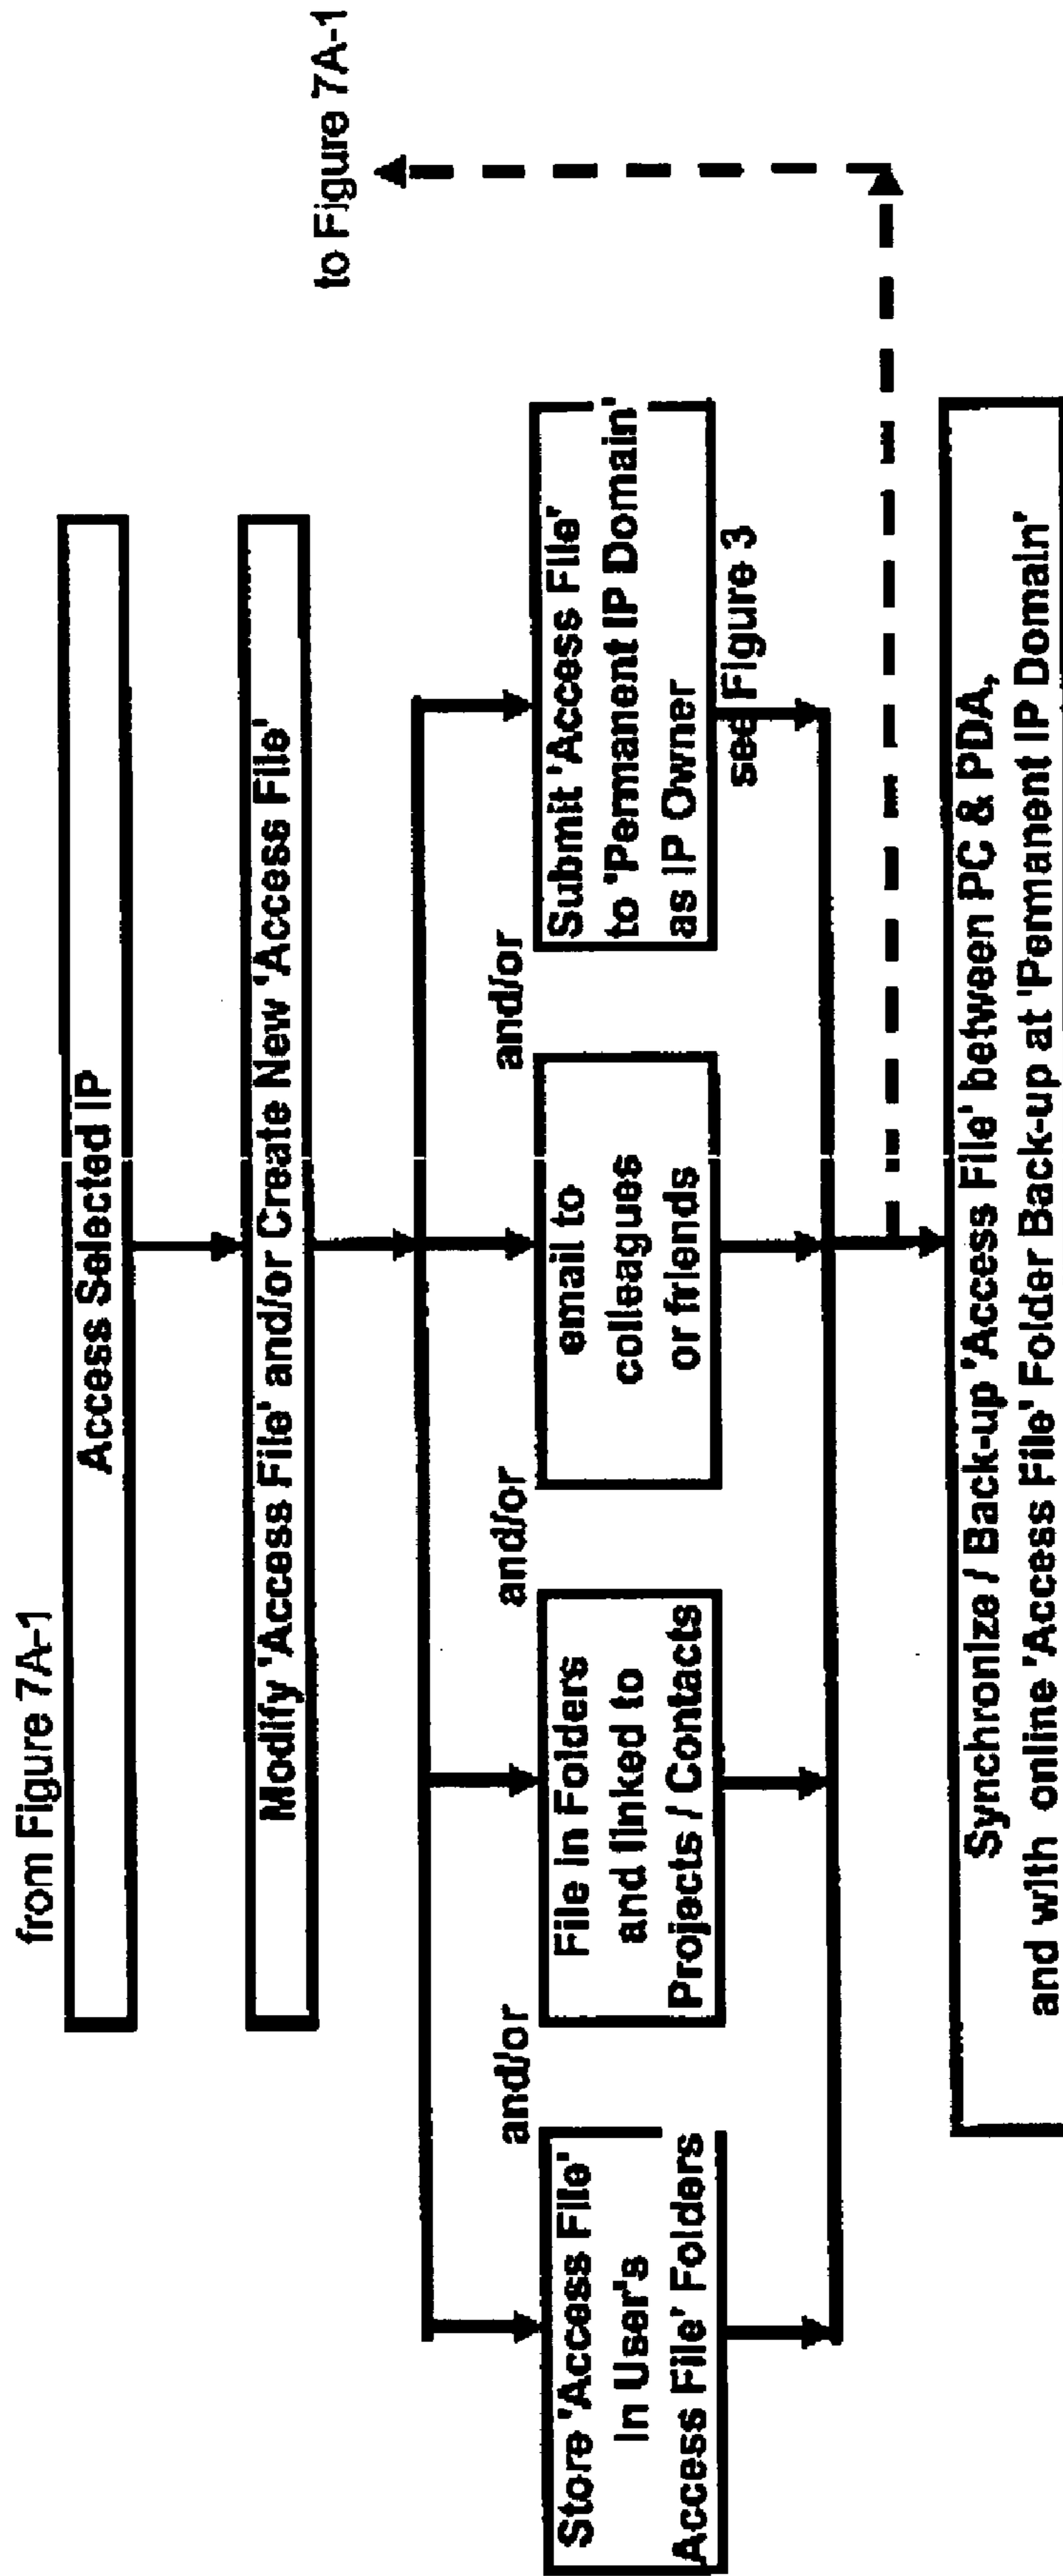 from Figure 7A-1
Access Selected IP
Modify 'Access File' and/or Create New 'Access File'
to Figure 7A-1
Store 'Access File'
In User's
Access File' Folders
and/or
File in Folders
and linked to
Projects / Contacts
and/or
email to
colleagues
or friends
and/or
Submit 'Access File'
to 'Permanent IP Domain'
as IP Owner
see Figure 3
Synchronize / Back-up 'Access File' between PC & PDA,
and with online 'Access File' Folder Back-up at 'Permanent IP Domain'